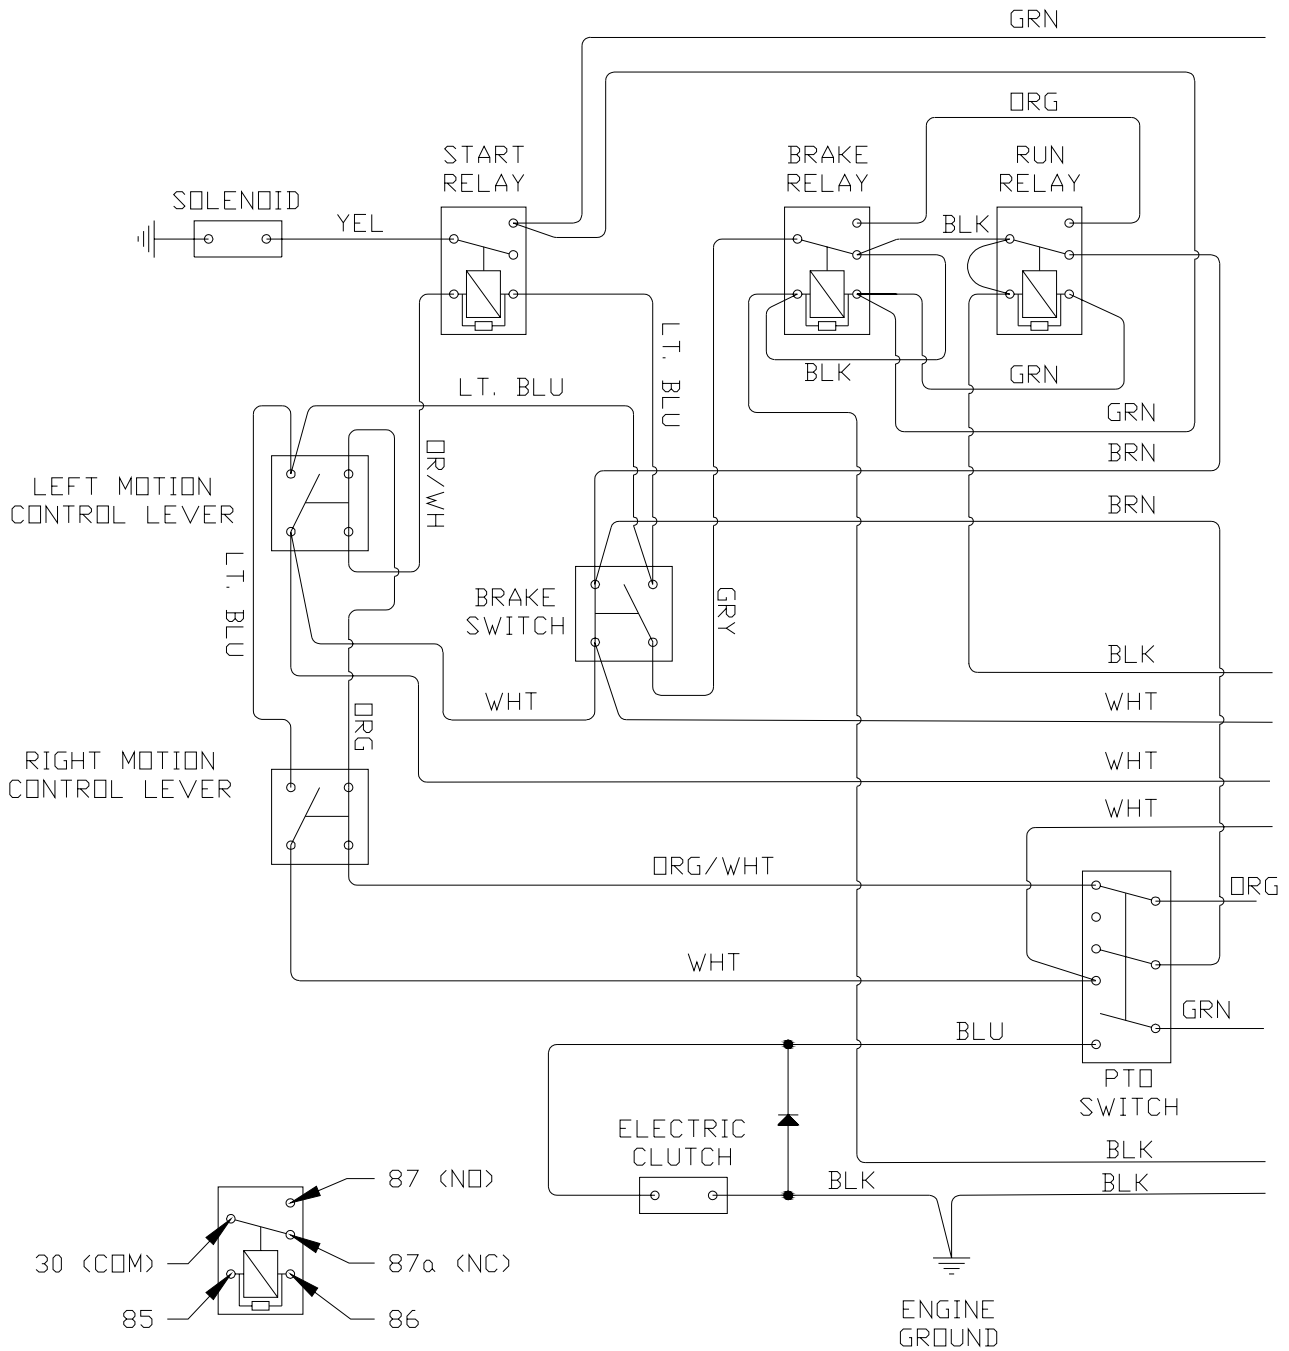 GRN
ORG
START
RELAY
BRAKE
RELAY
RUN
RELAY
SOLENOID
YEL
BLK
LT. BLU
BLK
GRN
LT. BLU
GRN
OR/WH
BRN
LEFT MOTION
CONTROL LEVER
BRN
LT. BLU
BRAKE
SWITCH
GRY
BLK
WHT
WHT
ORG
RIGHT MOTION
CONTROL LEVER
WHT
WHT
ORG/WHT
ORG
WHT
GRN
BLU
PTO
SWITCH
ELECTRIC
CLUTCH
BLK
BLK
BLK
87 (NO)
30 (COM)
87a (NC)
85
86
ENGINE
GROUND